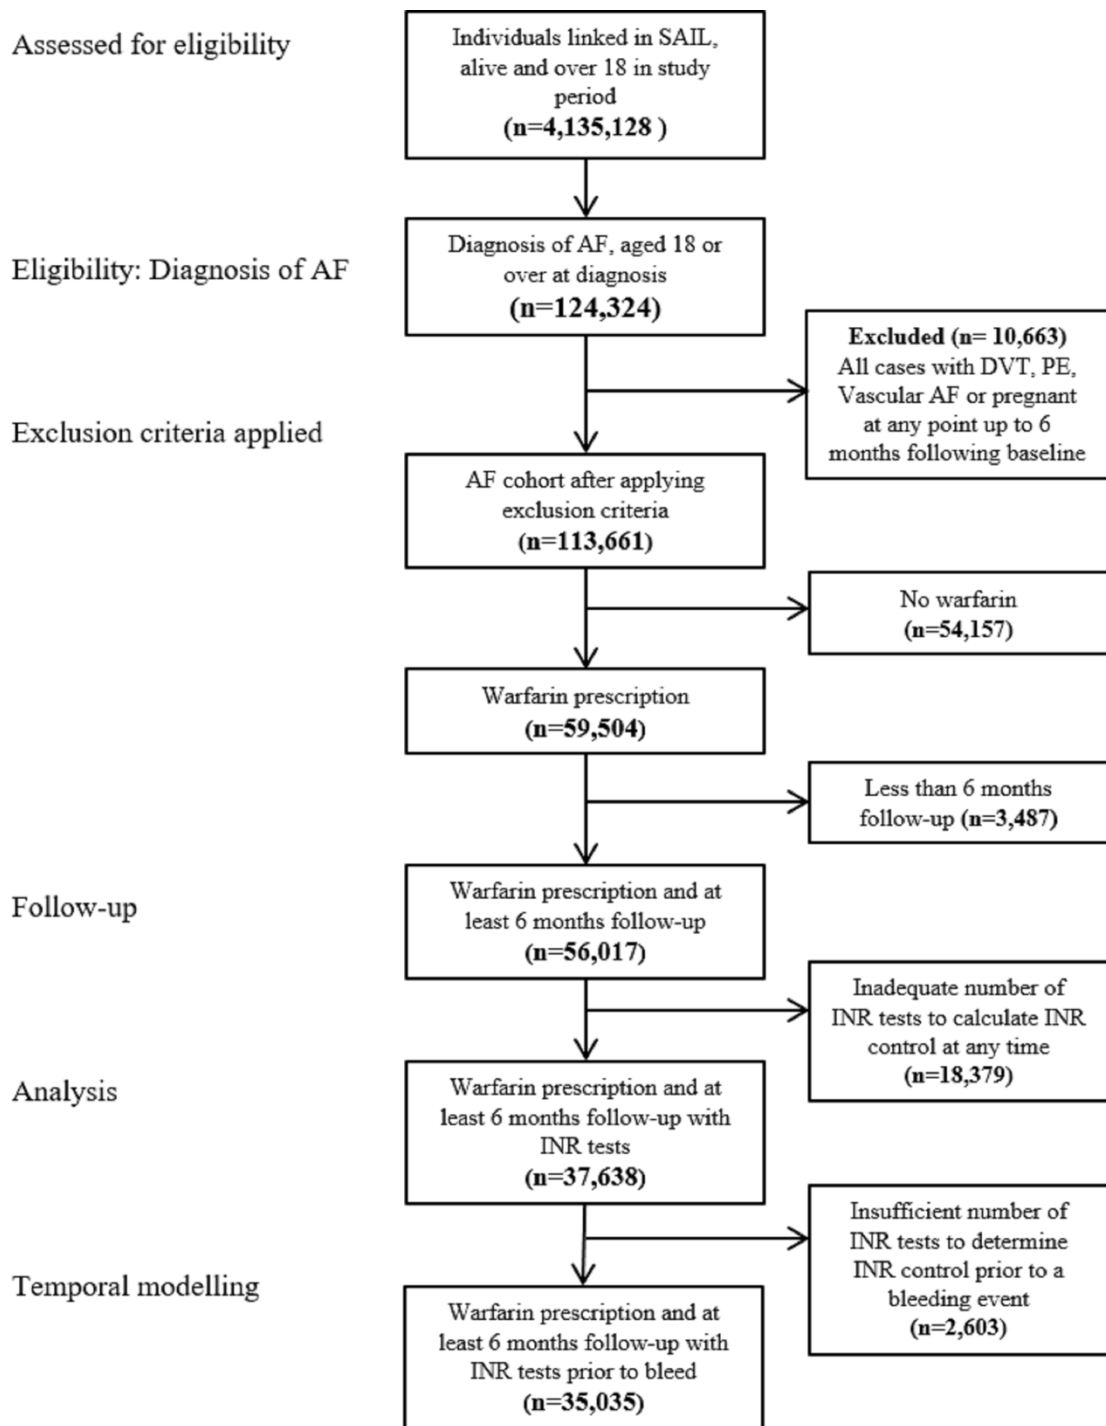 Assessed for eligibility
Individuals linked in SAIL,
alive and over 18 in study
period
(n=4,135,128 )
Eligibility: Diagnosis of AF
Diagnosis of AF, aged 18 or
over at diagnosis
(n=124,324)
Excluded (n= 10,663)
All cases with DVT, PE,
Vascular AF or pregnant
at any point up to 6
months following baseline
Exclusion criteria applied
AF cohort after applying
exclusion criteria
(n=113,661)
No warfarin
(n=54,157)
Warfarin prescription
(n=59,504)
Less than 6 months
follow-up (n=3,487)
Follow-up
Warfarin prescription and at
least 6 months follow-up
(n=56,017)
Inadequate number of
INR tests to calculate INR
control at any time
(n=18,379)
Analysis
Warfarin prescription and at
least 6 months follow-up with
INR tests
(n=37,638)
Insufficient number of
INR tests to determine
INR control prior to a
bleeding event
(n=2,603)
Temporal modelling
Warfarin prescription and at
least 6 months follow-up with
INR tests prior to bleed
(n=35,035)